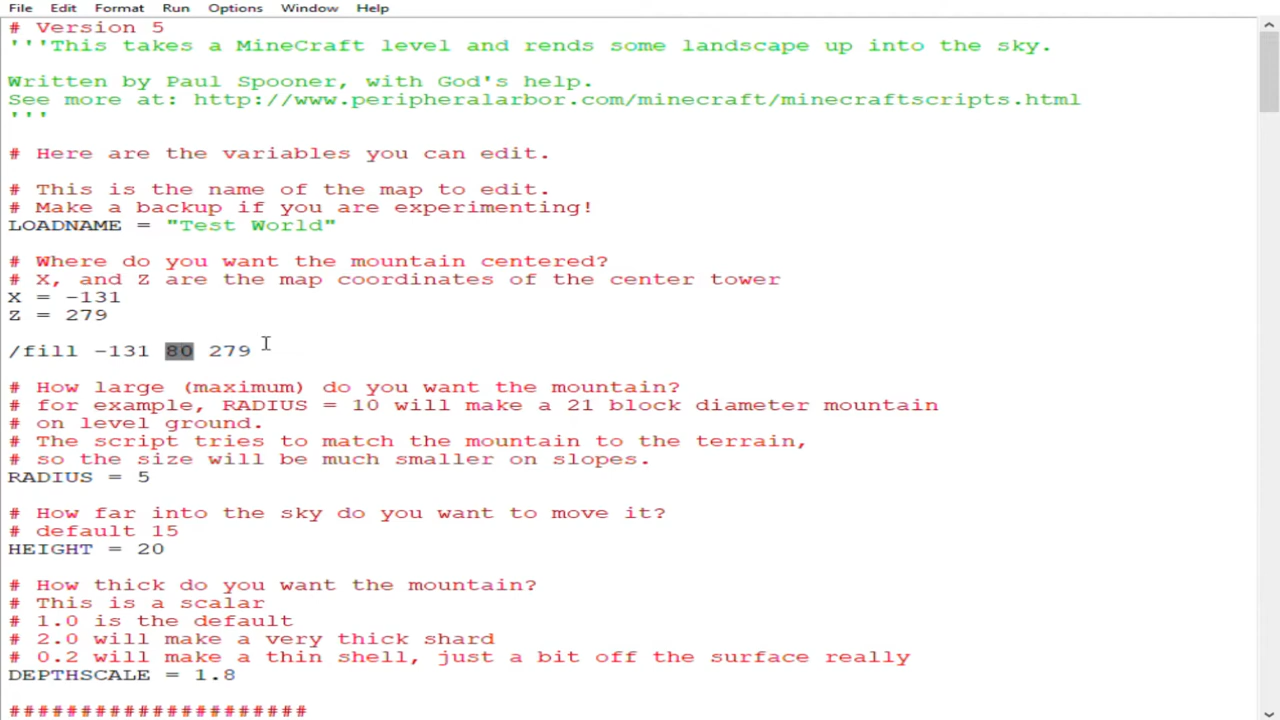 File Edit Format Run Options Window Help
# Version 5
'''This takes a MineCraft level and rends some landscape up into the sky.
Written by Paul Spooner, with God's help.
See more at: http://www.peripheralarbor.com/minecraft/minecraftscripts.html
'''
# Here are the variables you can edit.
# This is the name of the map to edit.
# Make a backup if you are experimenting!
LOADNAME = "Test World"
# Where do you want the mountain centered?
# X, and Z are the map coordinates of the center tower
X = -131
Z = 279
/fill -131 80 279
# How large (maximum) do you want the mountain?
# for example, RADIUS = 10 will make a 21 block diameter mountain
# on level ground.
# The script tries to match the mountain to the terrain,
# so the size will be much smaller on slopes.
RADIUS = 5
# How far into the sky do you want to move it?
# default 15
HEIGHT = 20
# How thick do you want the mountain?
# This is a scalar
# 1.0 is the default
# 2.0 will make a very thick shard
# 0.2 will make a thin shell, just a bit off the surface really
DEPTHSCALE = 1.8
#####################